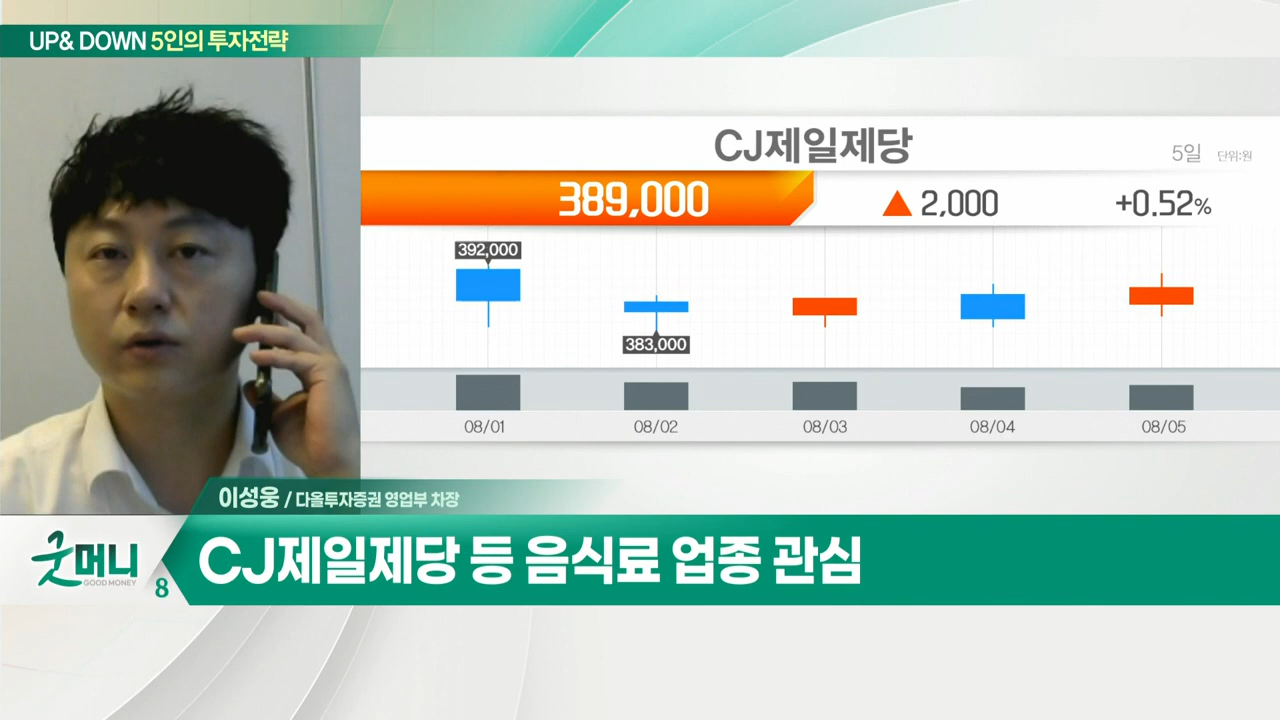 UP& DOWN 5인의 투자전략
CJ제일제당
5일 단위:원
389,000 ▲ 2,000 +0.52%
392,000
383,000
08/01 08/02 08/03 08/04 08/05
이성웅 / 다올투자증권 영업부 차장
굿머니
GOOD MONEY
8
CJ제일제당 등 음식료 업종 관심